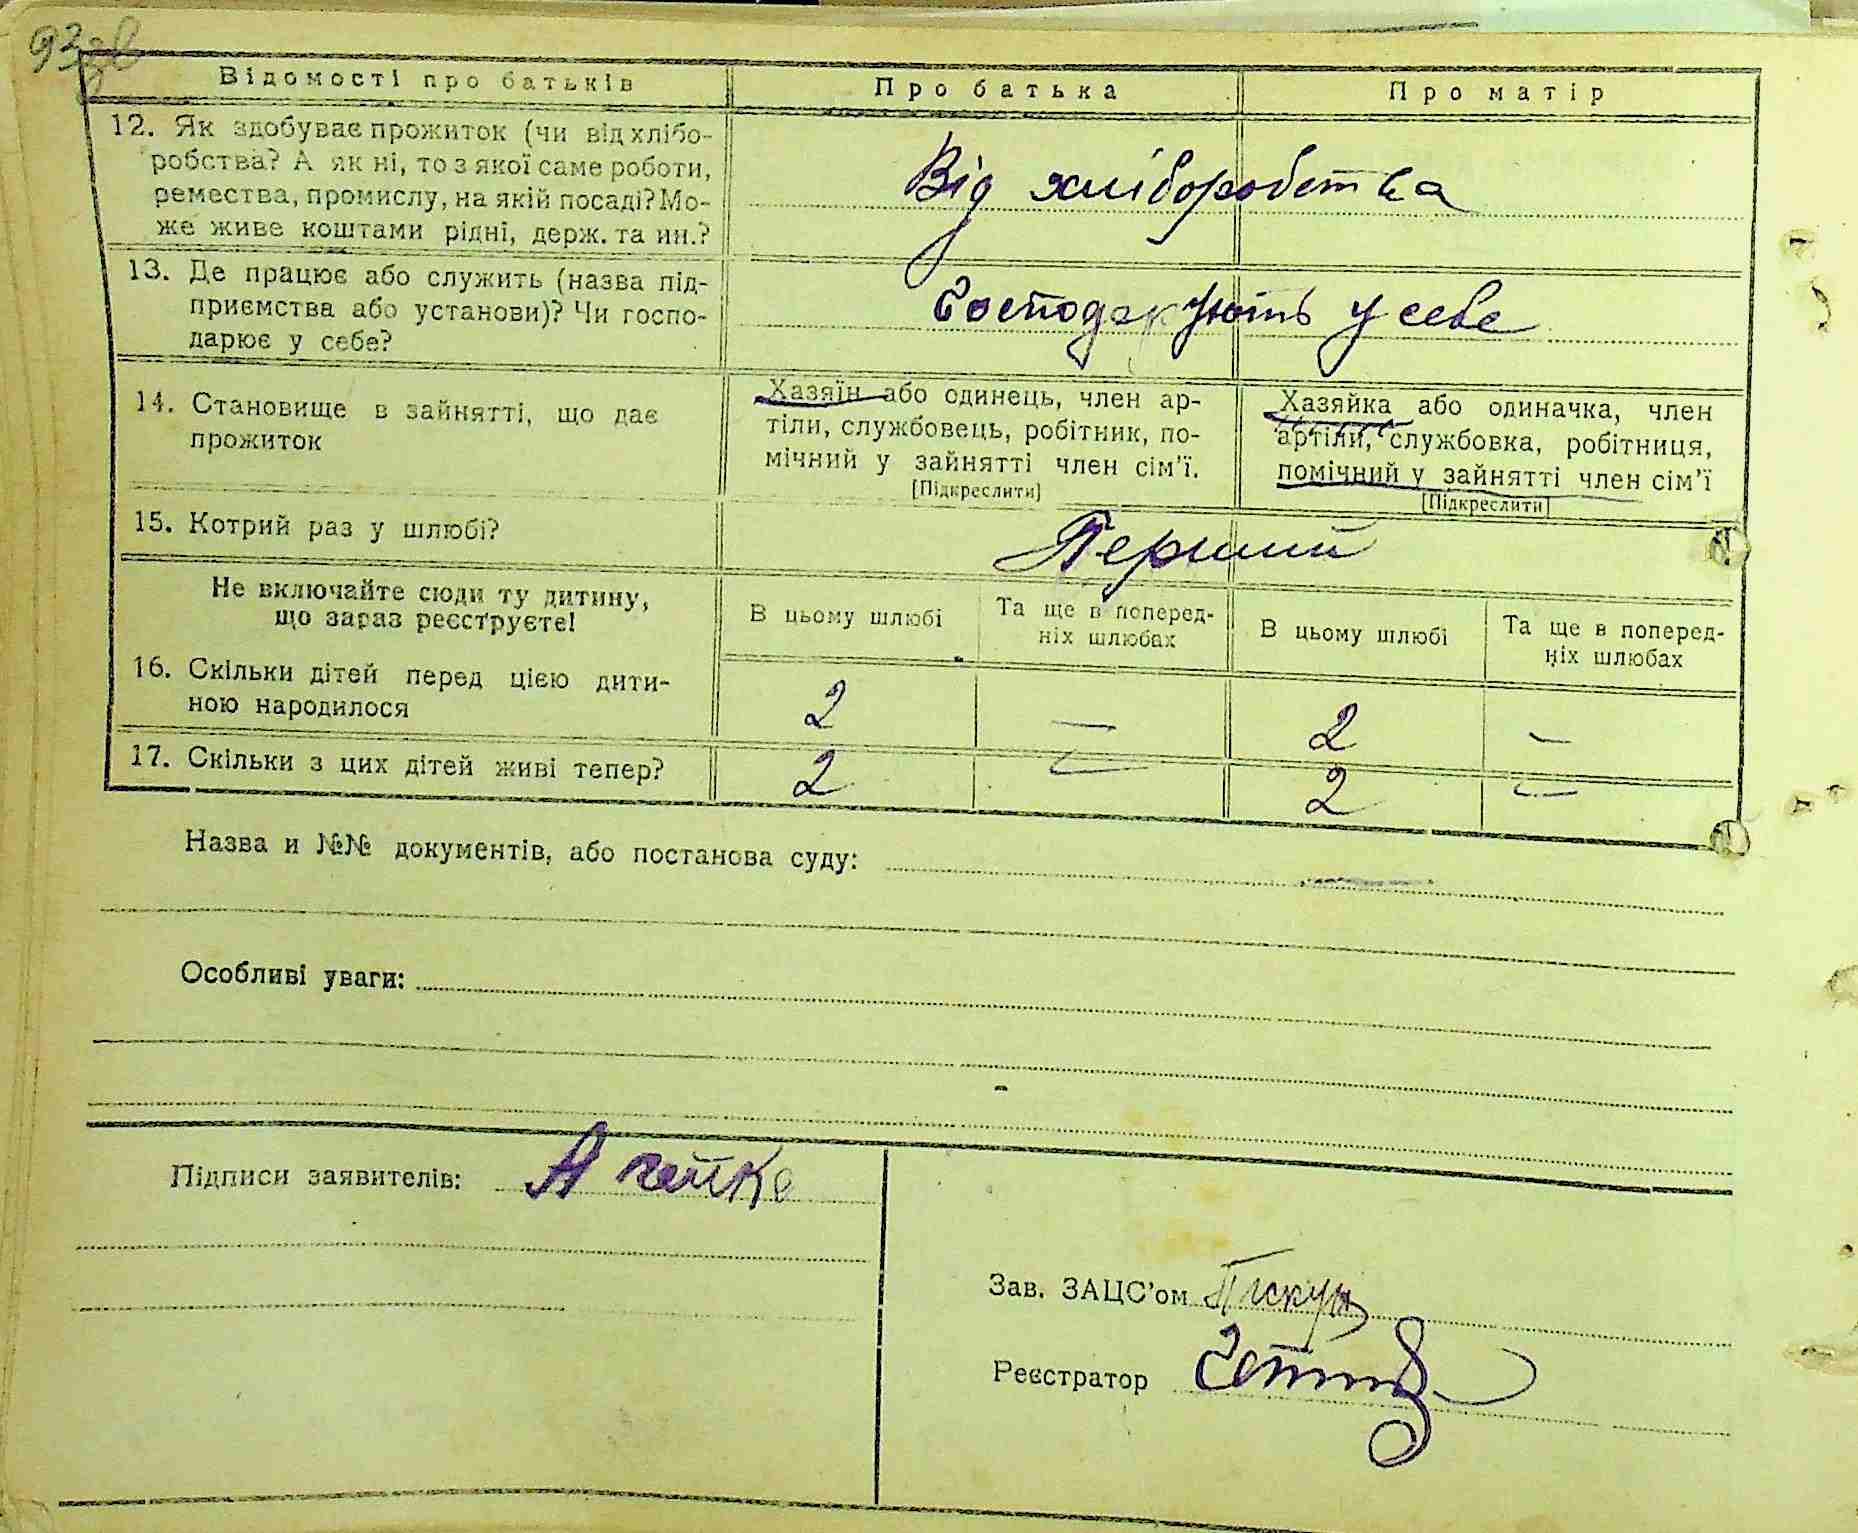 93зв
Відомості про батьків
Про батька
Про матір
12. Як здобуває прожиток (чи від хлібо-
робства? А як ні, то з якої саме роботи,
ремества, промислу, на якій посаді? Мо-
же живе коштами рідні, держ. та ин.?
Від хліборобства
13. Де працює або служить (назва під-
приємства або установи)? Чи госпо-
дарює у себе?
Господарують у себе
14. Становище в зайнятті, що дає
прожиток
Хазяїн або одинець, член ар-
тіли, службовець, робітник, по-
мічний у зайнятті член сім'ї.
[Підкреслити]
Хазяйка або одиначка, член
артіли, службовка, робітниця,
помічний у зайнятті член сім'ї
[Підкреслити]
15. Котрий раз у шлюбі?
Перший
Не включайте сюди ту дитину,
що зараз реєструєте!
В цьому шлюбі
Та ще в поперед-
ніх шлюбах
В цьому шлюбі
Та ще в поперед-
ніх шлюбах
16. Скільки дітей перед цією дити-
ною народилося
2 — 2 —
17. Скільки з цих дітей живі тепер?
2 — 2 —
Назва и №№ документів, або постанова суду: —
Особливі уваги:
Підписи заявителів:
Зав. ЗАЦС'ом Піскун
Реєстратор